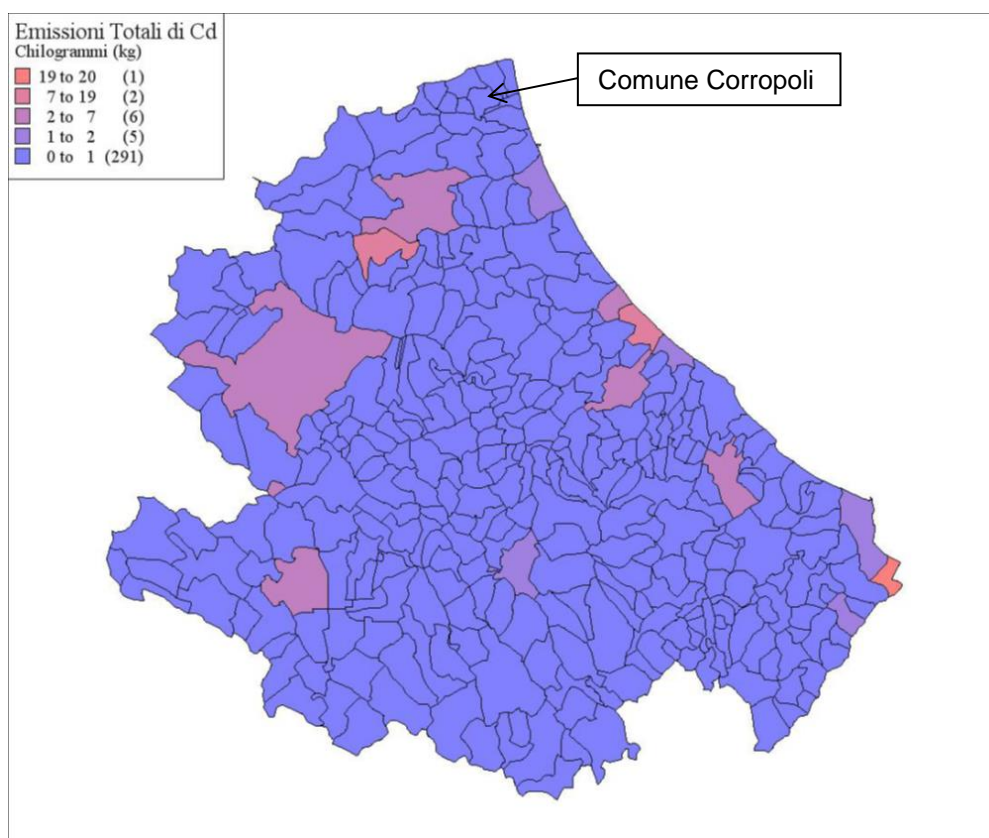 Emissioni Totali di Cd
Chilogrammi (kg)
19 to 20 (1)
7 to 19 (2)
2 to 7 (6)
1 to 2 (5)
0 to 1 (291)
Comune Corropoli